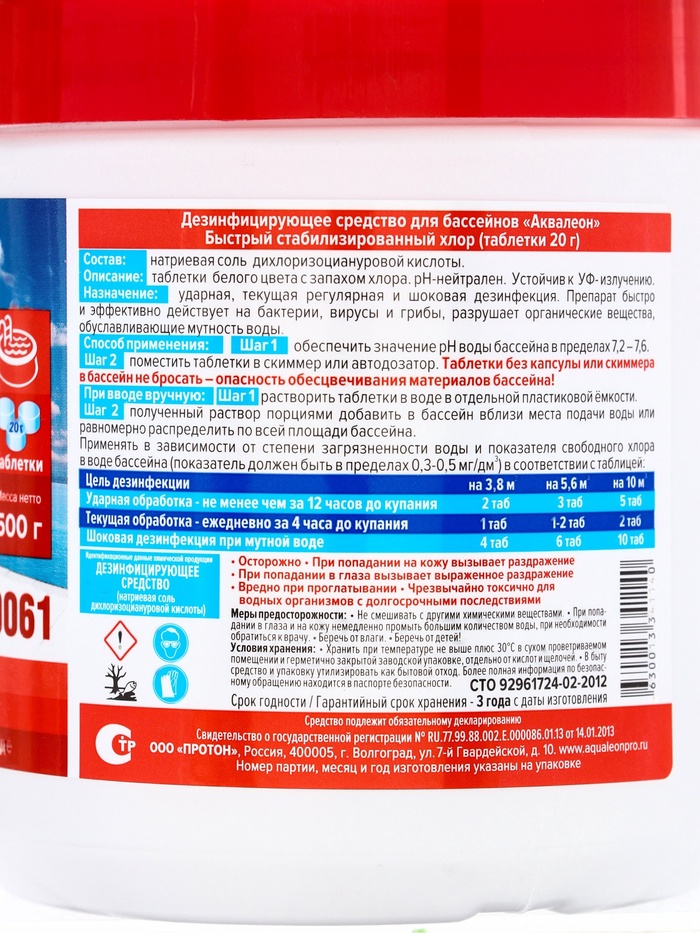 Дезинфицирующее средство для бассейнов «Аквалеон»
Быстрый стабилизированный хлор (таблетки 20 г)
Состав: натриевая соль дихлоризоциануровой кислоты.
Описание: таблетки белого цвета с запахом хлора. pH-нейтрален. Устойчив к УФ-излучению.
Назначение: ударная, текущая регулярная и шоковая дезинфекция. Препарат быстро
и эффективно действует на бактерии, вирусы и грибы, разрушает органические вещества,
обуславливающие мутность воды.
Способ применения: Шаг 1 обеспечить значение pH воды бассейна в пределах 7,2 – 7,6.
Шаг 2 поместить таблетки в скиммер или автодозатор. Таблетки без капсулы или скиммера
в бассейн не бросать – опасность обесцвечивания материалов бассейна!
При вводе вручную: Шаг 1 растворить таблетки в воде в отдельной пластиковой ёмкости.
Шаг 2 полученный раствор порциями добавить в бассейн вблизи места подачи воды или
равномерно распределить по всей площади бассейна.
Применять в зависимости от степени загрязненности воды и показателя свободного хлора
в воде бассейна (показатель должен быть в пределах 0,3-0,5 мг/дм³) в соответствии с таблицей:
Цель дезинфекции на 3,8 м на 5,6 м на 10 м
Ударная обработка - не менее чем за 12 часов до купания 2 таб 3 таб 5 таб
Текущая обработка - ежедневно за 4 часа до купания 1 таб 1-2 таб 2 таб
Шоковая дезинфекция при мутной воде 4 таб 6 таб 10 таб
Идентификационные данные химической продукции
ДЕЗИНФИЦИРУЮЩЕЕ
СРЕДСТВО
(натриевая соль
дихлоризоциануровой кислоты)
• Осторожно • При попадании на кожу вызывает раздражение
• При попадании в глаза вызывает выраженное раздражение
• Вредно при проглатывании • Чрезвычайно токсично для
водных организмов с долгосрочными последствиями
Меры предосторожности: • Не смешивать с другими химическими веществами. • При попа-
дании в глаза и на кожу немедленно промыть большим количеством воды, при необходимости
обратиться к врачу. • Беречь от влаги. • Беречь от детей!
Условия хранения: • Хранить при температуре не выше плюс 30°С в сухом проветриваемом
помещении в герметично закрытой заводской упаковке, отдельно от кислот и щелочей. • В быту
средство и упаковку утилизировать как бытовой отход. Более полная информация по безопас-
ному обращению находится в паспорте безопасности. СТО 92961724-02-2012
Срок годности / Гарантийный срок хранения - 3 года с даты изготовления
Средство подлежит обязательному декларированию
Свидетельство о государственной регистрации N° RU.77.99.88.002.Е.000086.01.13 от 14.01.2013
ООО «ПРОТОН», Россия, 400005, г. Волгоград, ул. 7-й Гвардейской, д. 10. www.aqualeonpro.ru
Номер партии, месяц и год изготовления указаны на упаковке
СТР
20г
аблетки
Масса нетто
500 г
0061